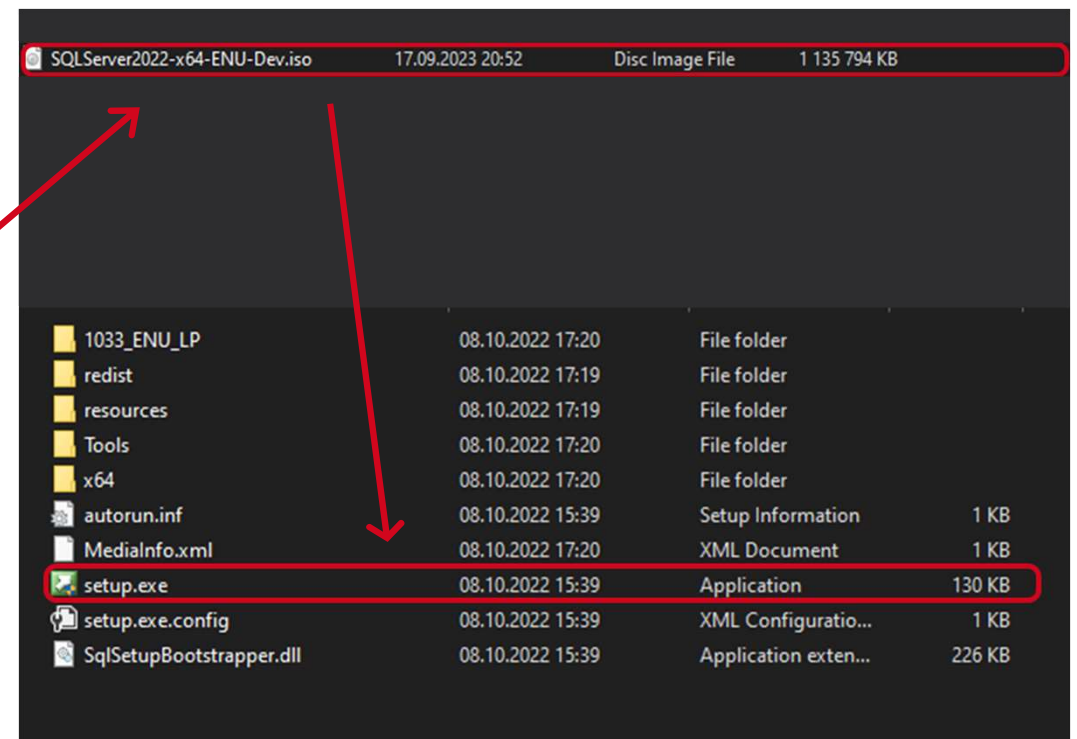 SQLServer2022-x64-ENU-Dev.iso 17.09.2023 20:52 Disc Image File 1 135 794 KB
1033_ENU_LP 08.10.2022 17:20 File folder
redist 08.10.2022 17:19 File folder
resources 08.10.2022 17:19 File folder
Tools 08.10.2022 17:20 File folder
x64 08.10.2022 17:20 File folder
autorun.inf 08.10.2022 15:39 Setup Information 1 KB
MediaInfo.xml 08.10.2022 17:20 XML Document 1 KB
setup.exe 08.10.2022 15:39 Application 130 KB
setup.exe.config 08.10.2022 15:39 XML Configuratio... 1 KB
SqlSetupBootstrapper.dll 08.10.2022 15:39 Application exten... 226 KB